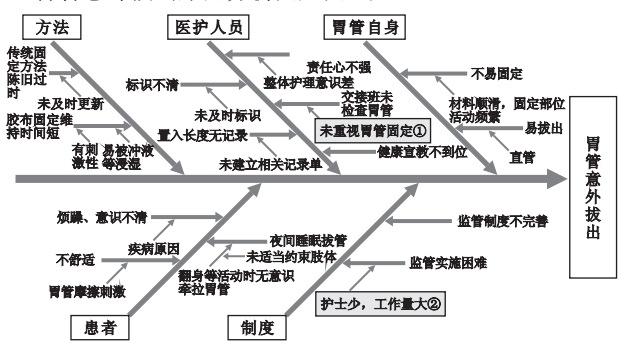 方法
医护人员
胃管自身
传统固
定方法
陈旧过
时
未及时更新
胶布固定维
持时间短
有刺
激性
易被冲液
等浸湿
标识不清
未及时标识
置入长度无记录
未建立相关记录单
责任心不强
整体护理意识差
交接班未
检查胃管
未重视胃管固定①
健康宣教不到位
不易固定
材料顺滑，固定部位
活动频繁
易拔出
直管
胃管意外拔出
烦躁、意识不清
疾病原因
不舒适
胃管摩擦刺激
夜间睡眠拔管
未适当约束肢体
翻身等活动时无意识
牵拉胃管
监管制度不完善
监管实施困难
护士少，工作量大②
患者
制度